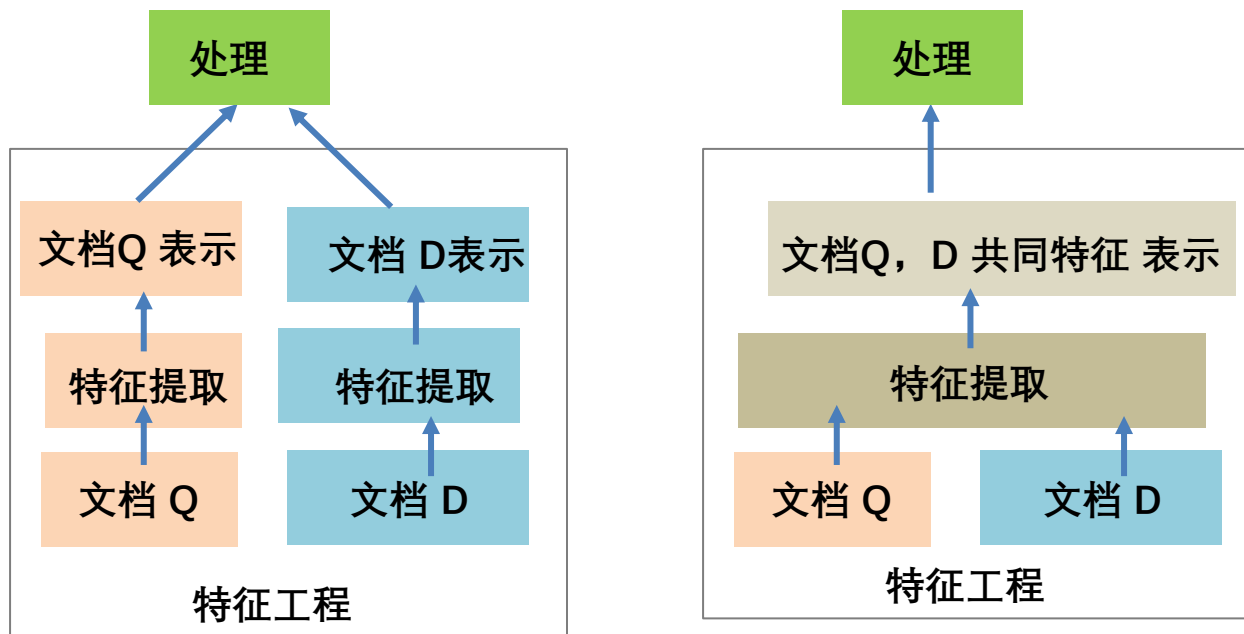 处理
文档Q 表示
文档 D表示
特征提取
特征提取
文档 Q
文档 D
特征工程
处理
文档Q，D 共同特征 表示
特征提取
文档 Q
文档 D
特征工程